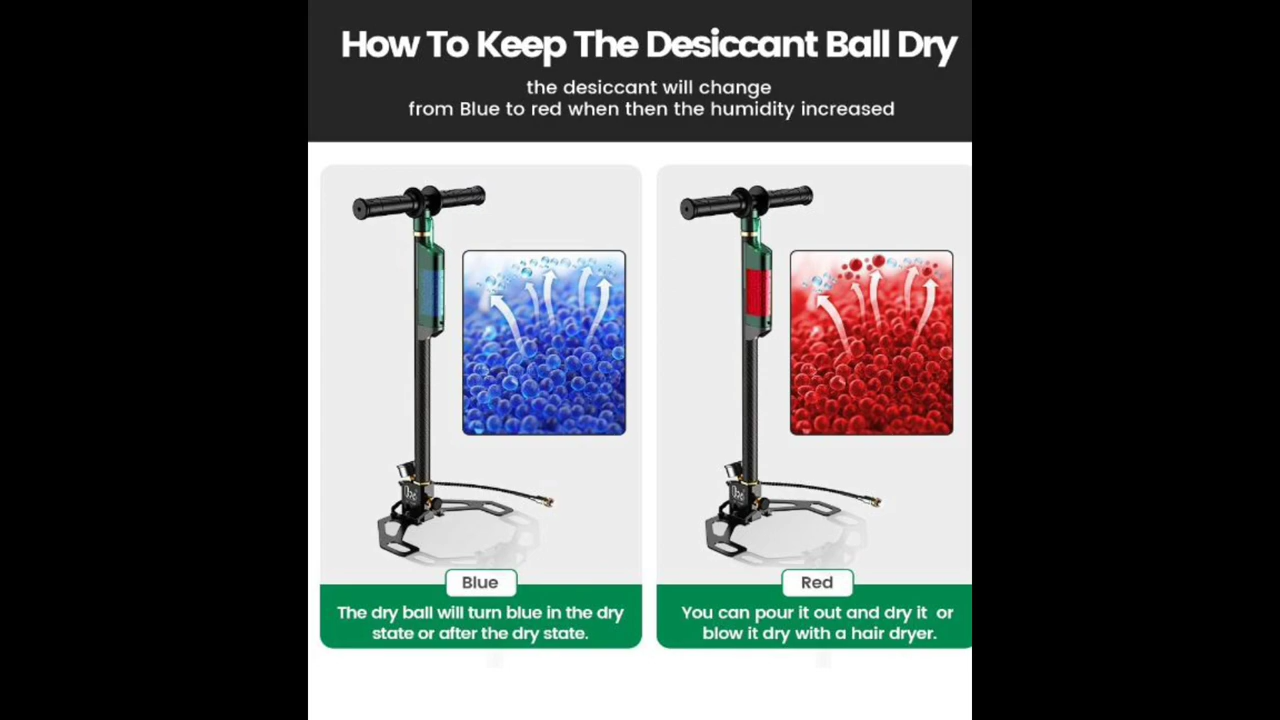 How To Keep The Desiccant Ball Dry
the desiccant will change
from Blue to red when then the humidity increased
Blue
The dry ball will turn blue in the dry
state or after the dry state.
Red
You can pour it out and dry it or
blow it dry with a hair dryer.